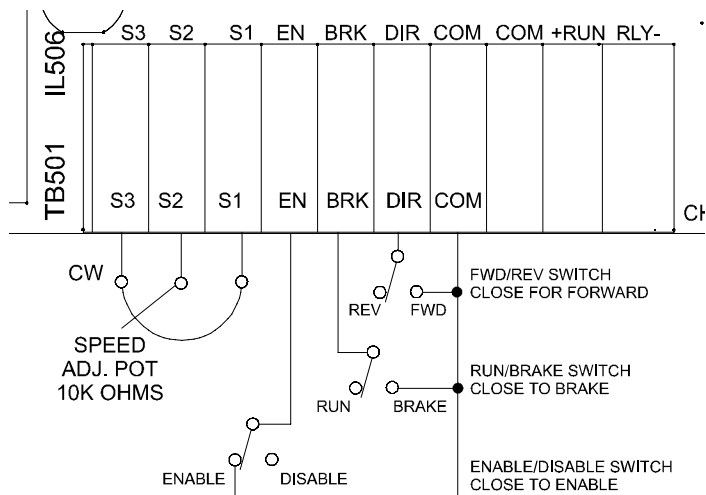 IL506
S3 S2 S1 EN BRK DIR COM COM +RUN RLY-
TB501
S3 S2 S1 EN BRK DIR COM
CH
CW
SPEED
ADJ. POT
10K OHMS
REV FWD
FWD/REV SWITCH
CLOSE FOR FORWARD
RUN BRAKE
RUN/BRAKE SWITCH
CLOSE TO BRAKE
ENABLE DISABLE
ENABLE/DISABLE SWITCH
CLOSE TO ENABLE